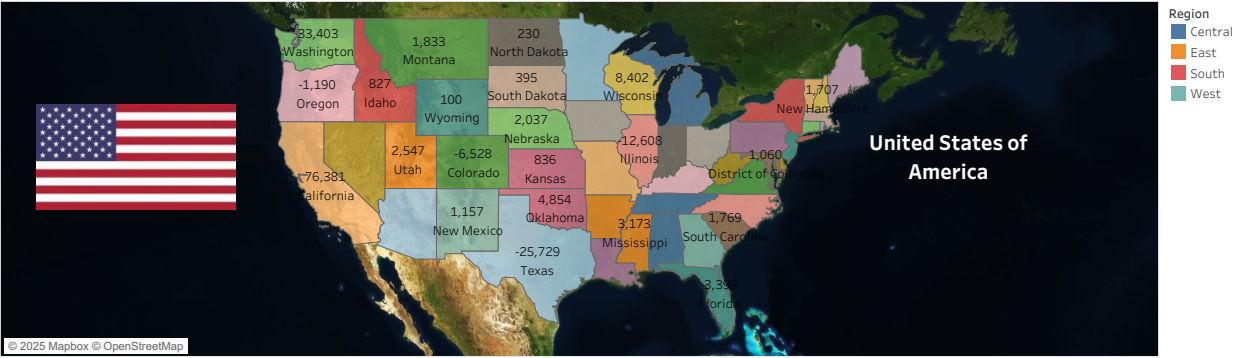 33,403
Washington
-1,190
Oregon
827
Idaho
1,833
Montana
100
Wyoming
230
North Dakota
395
South Dakota
2,037
Nebraska
836
Kansas
4,854
Oklahoma
2,547
Utah
-6,528
Colorado
76,381
California
1,157
New Mexico
-25,729
Texas
8,402
Wisconsin
-12,608
Illinois
3,173
Mississippi
1,707
New Hampshire
1,060
District of Columbia
1,769
South Carolina
-3,399
Florida
United States of
America
Region
Central
East
South
West
© 2025 Mapbox © OpenStreetMap